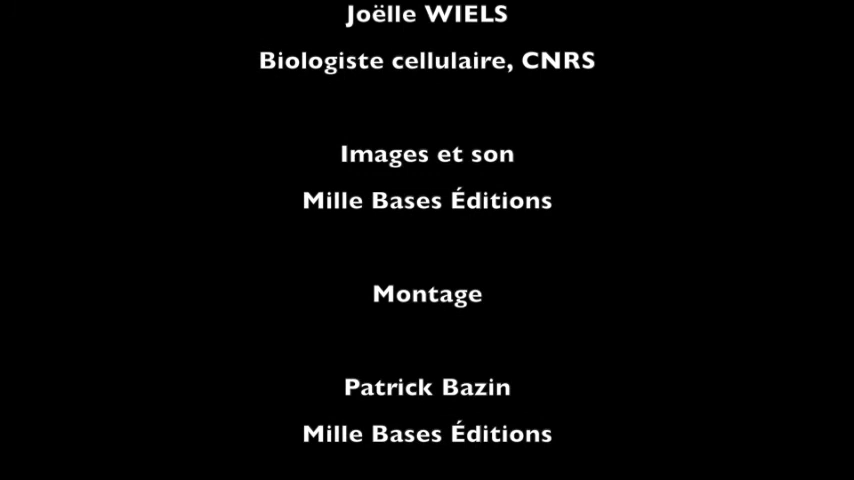 Joëlle WIELS
Biologiste cellulaire, CNRS
Images et son
Mille Bases Éditions
Montage
Patrick Bazin
Mille Bases Éditions